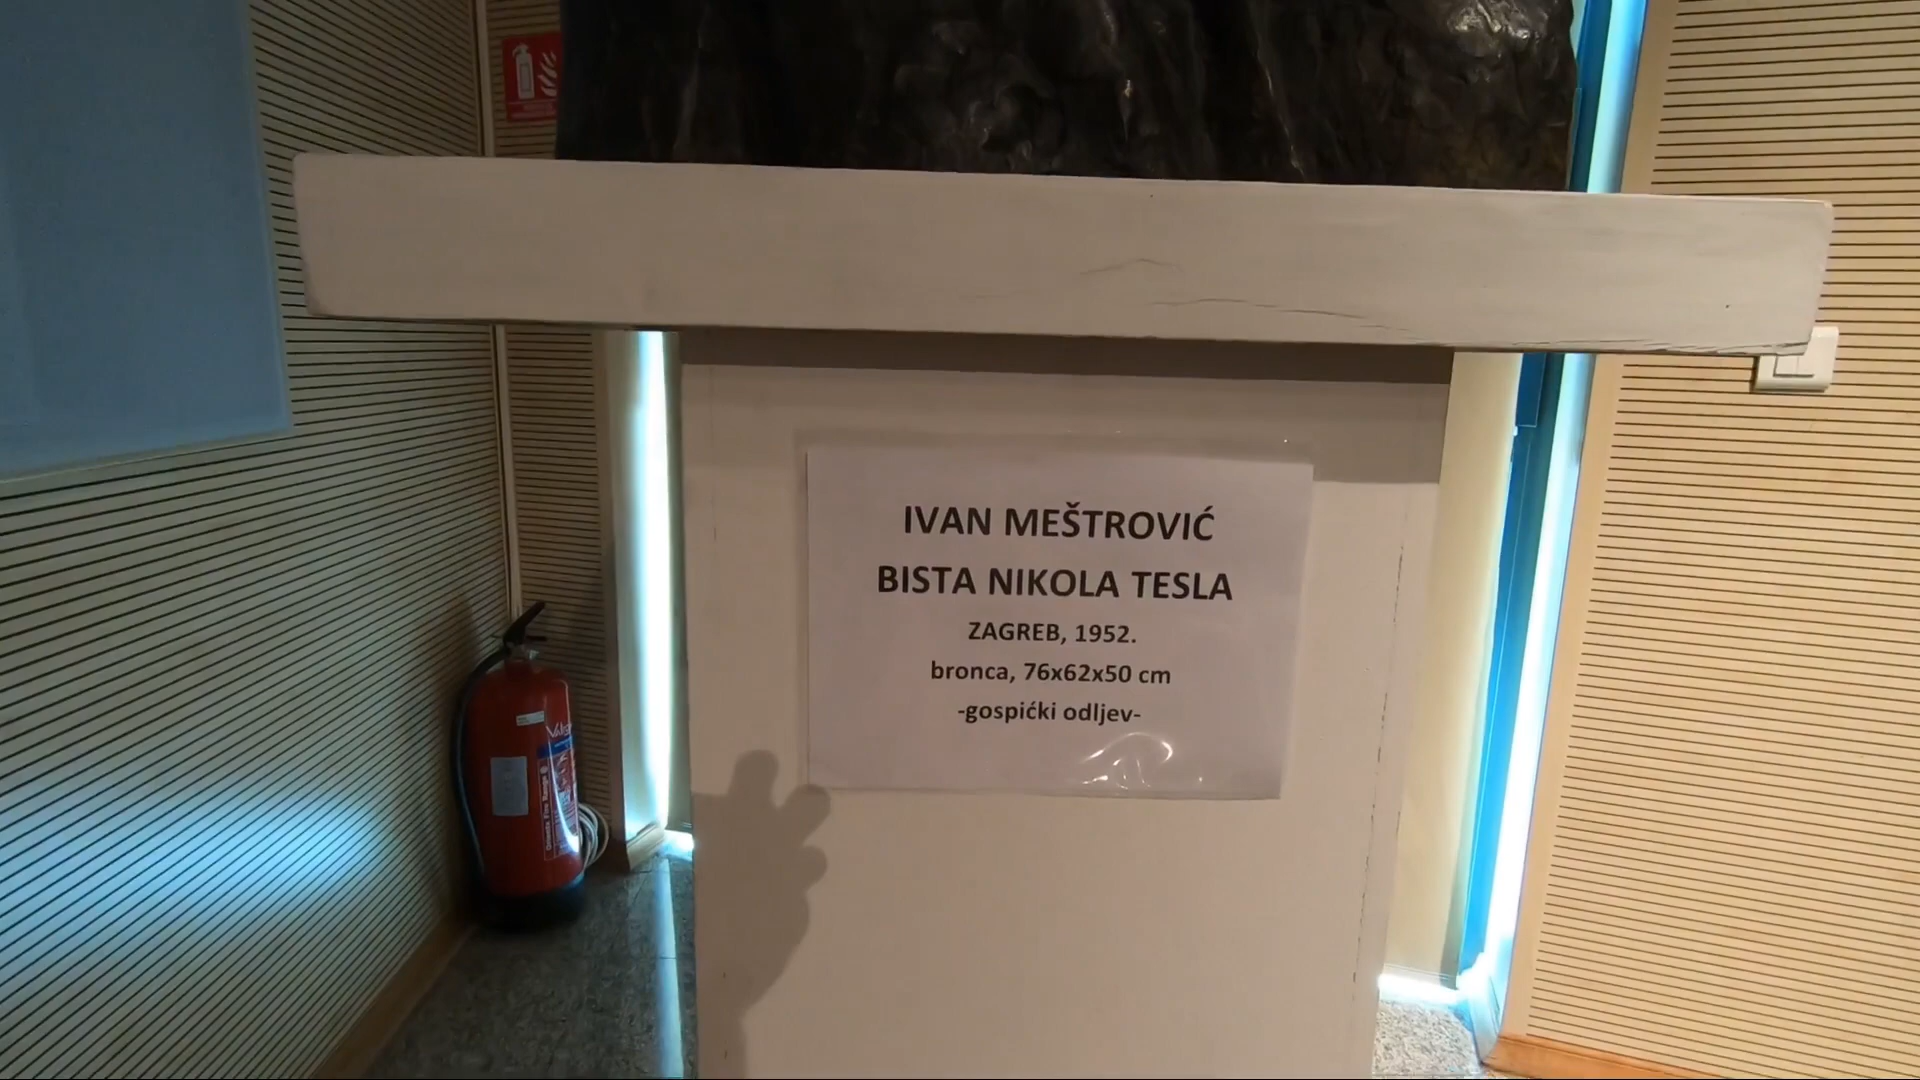 IVAN MEŠTROVIĆ
BISTA NIKOLA TESLA
ZAGREB, 1952.
bronca, 76x62x50 cm
-gospićki odljev-